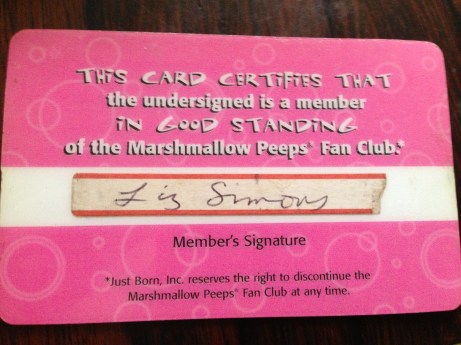 THIS CARD CERTIFIES THAT
the undersigned is a member
IN GOOD STANDING
of the Marshmallow Peeps® Fan Club.*
Liz Simons
Member's Signature
*Just Born, Inc. reserves the right to discontinue the
Marshmallow Peeps® Fan Club at any time.